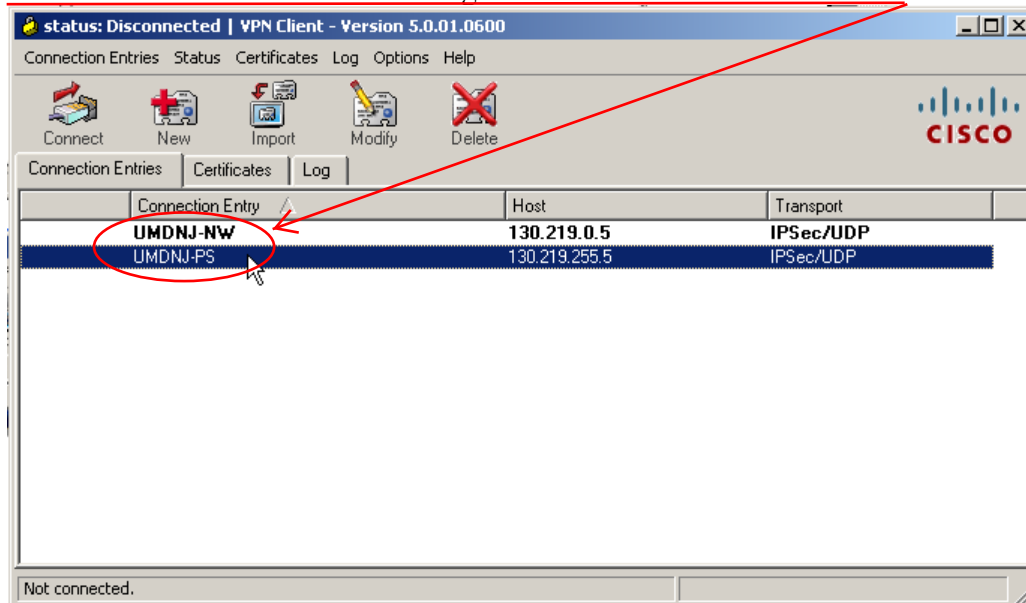 status: Disconnected | VPN Client - Version 5.0.01.0600
Connection Entries Status Certificates Log Options Help
Connect New Import Modify Delete
CISCO
Connection Entries Certificates Log
Connection Entry Host Transport
UMDNJ-NW 130.219.0.5 IPSec/UDP
UMDNJ-PS 130.219.255.5 IPSec/UDP
Not connected.